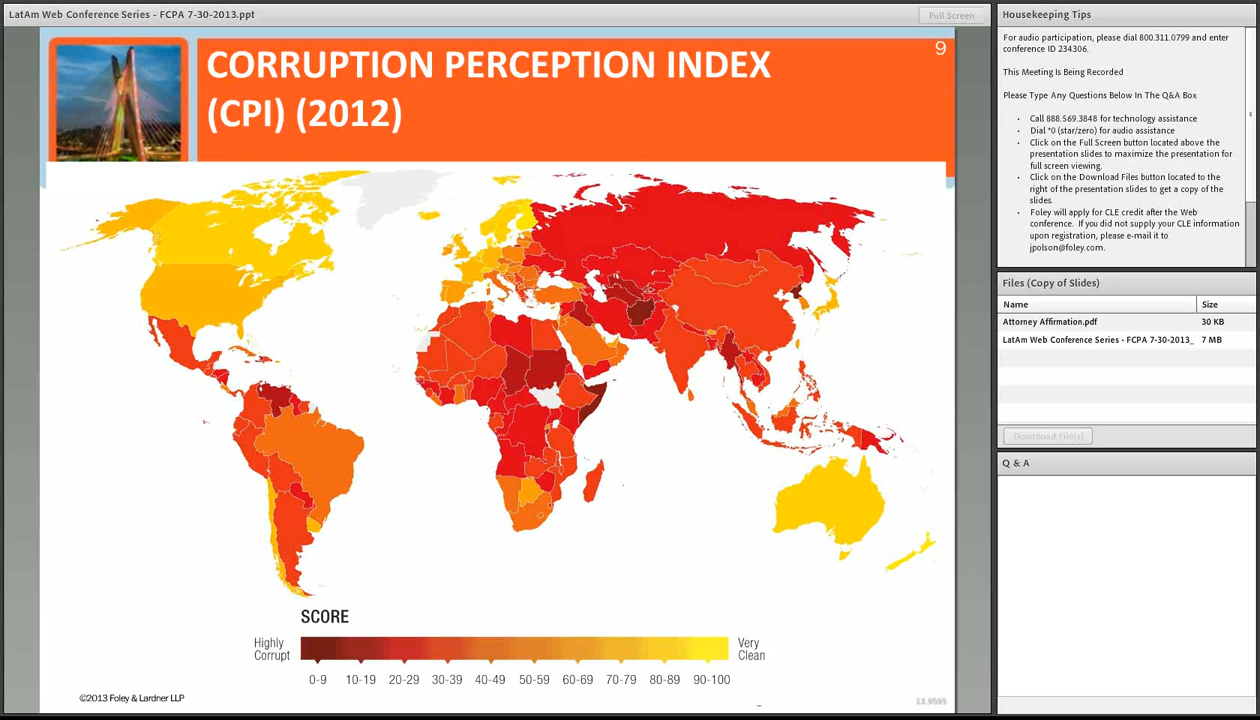 LatAm Web Conference Series - FCPA 7-30-2013.ppt
Full Screen
9
CORRUPTION PERCEPTION INDEX
(CPI) (2012)
SCORE
Highly
Corrupt
Very
Clean
0-9 10-19 20-29 30-39 40-49 50-59 60-69 70-79 80-89 90-100
©2013 Foley & Lardner LLP
13.9595
Housekeeping Tips
For audio participation, please dial 800.311.0799 and enter
conference ID 234306.
This Meeting Is Being Recorded
Please Type Any Questions Below In The Q&A Box
· Call 888.569.3848 for technology assistance
· Dial *0 (star/zero) for audio assistance
· Click on the Full Screen button located above the
presentation slides to maximize the presentation for
full screen viewing.
· Click on the Download Files button located to the
right of the presentation slides to get a copy of the
slides.
· Foley will apply for CLE credit after the Web
conference. If you did not supply your CLE information
upon registration, please e-mail it to
jpolson@foley.com.
Files (Copy of Slides)
Name Size
Attorney Affirmation.pdf 30 KB
LatAm Web Conference Series - FCPA 7-30-2013_ 7 MB
Download File(s)
Q & A